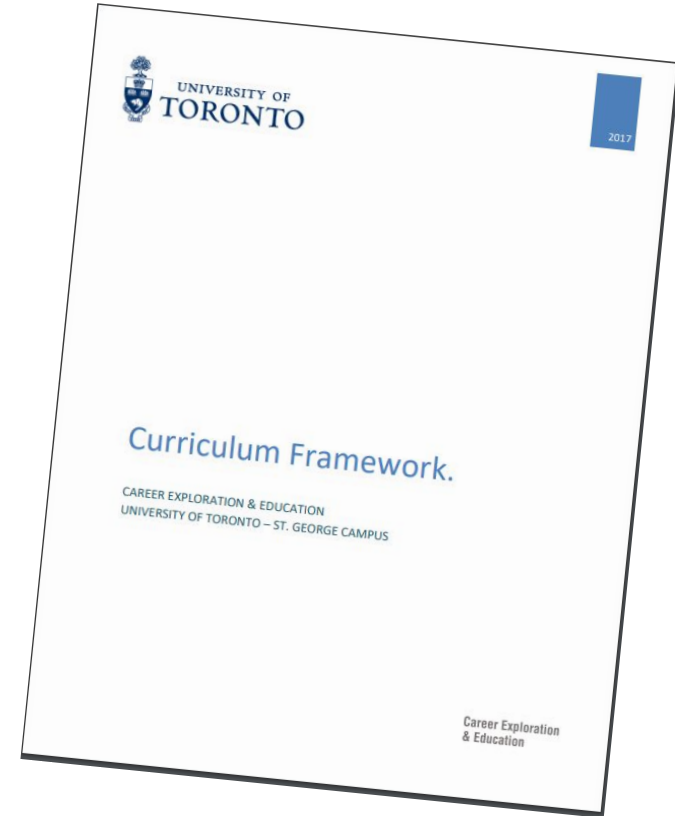 UNIVERSITY OF
TORONTO
2017
Curriculum Framework.
CAREER EXPLORATION & EDUCATION
UNIVERSITY OF TORONTO – ST. GEORGE CAMPUS
Career Exploration
& Education